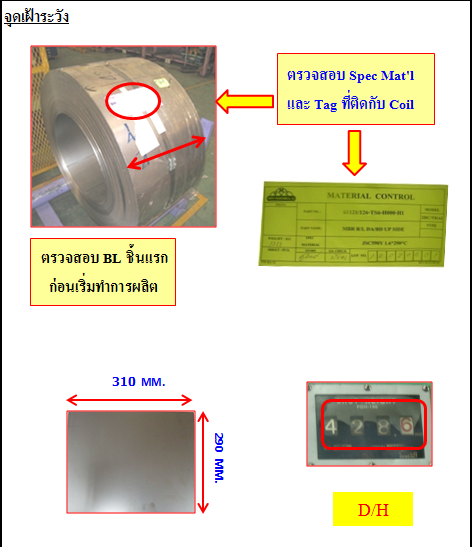 จุดเฝ้าระวัง
ตรวจสอบ Spec Mat'l
และ Tag ที่ติดกับ Coil
MATERIAL CONTROL
ตรวจสอบ BL ชิ้นแรก
ก่อนเริ่มทำการผลิต
310 MM.
290 MM.
4 2 8 6
D/H